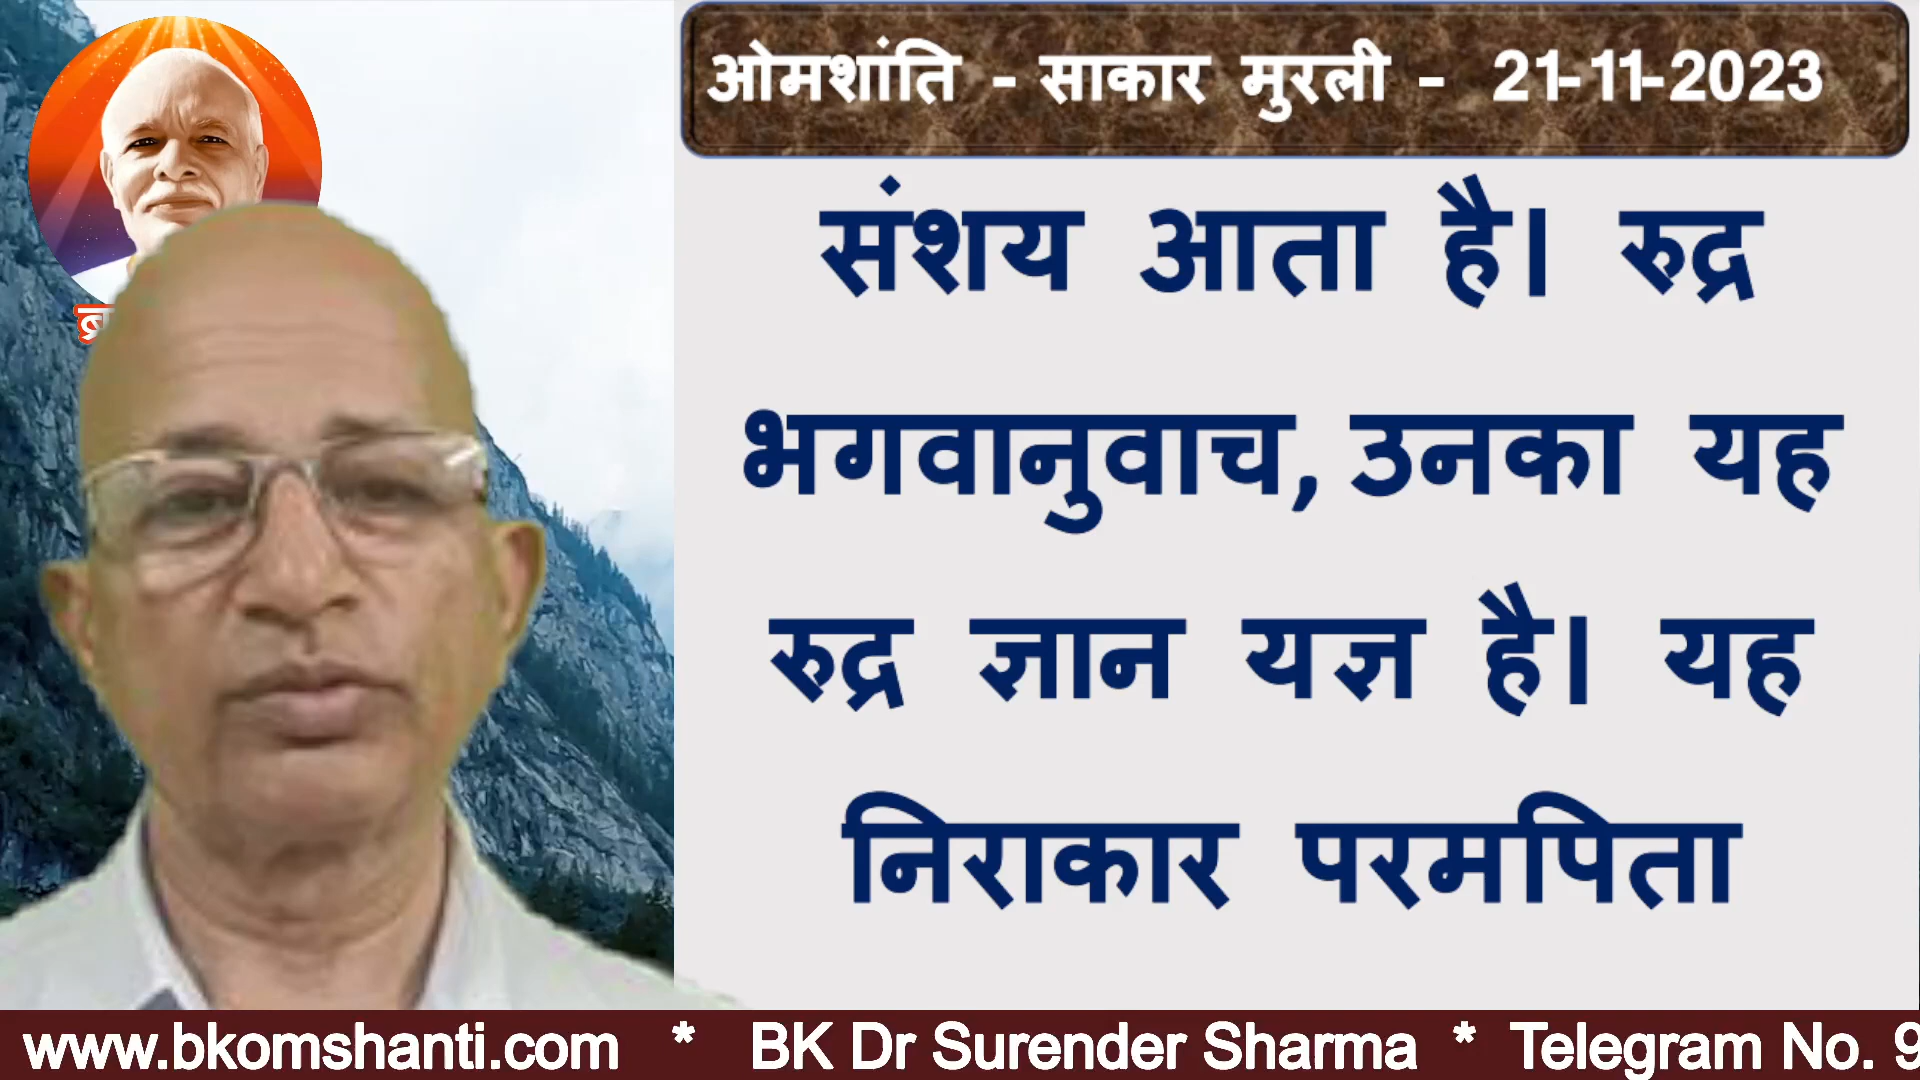 ओमशांति - साकार मुरली - 21-11-2023
संशय आता है। रुद्र
भगवानुवाच, उनका यह
रुद्र ज्ञान यज्ञ है। यह
निराकार परमपिता
www.bkomshanti.com * BK Dr Surender Sharma * Telegram No. 9